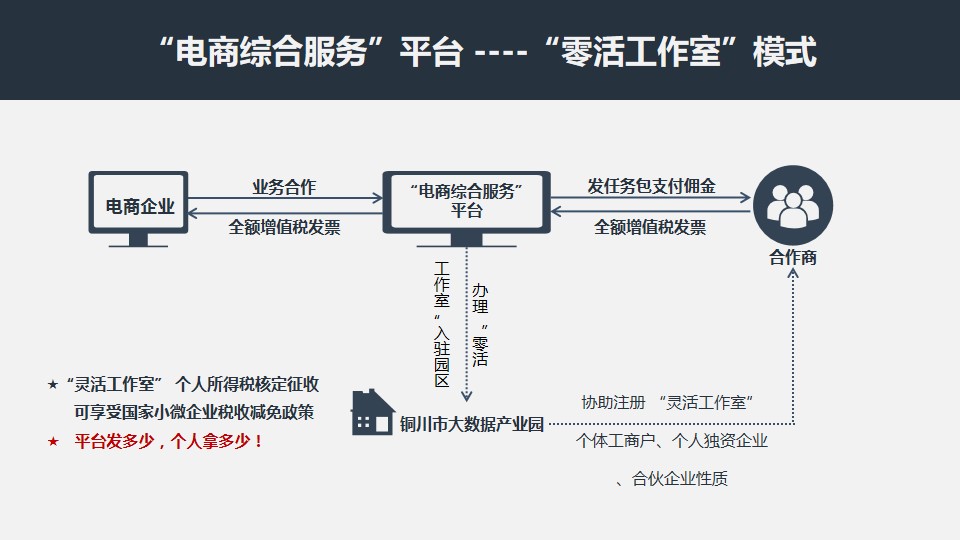 “电商综合服务”平台 ----“零活工作室”模式
电商企业
业务合作
全额增值税发票
“电商综合服务”
平台
发任务包支付佣金
全额增值税发票
合作商
办理“零活
工作室“入驻园区
★“灵活工作室” 个人所得税核定征收
可享受国家小微企业税收减免政策
★ 平台发多少，个人拿多少！
铜川市大数据产业园
协助注册 “灵活工作室”
个体工商户、个人独资企业
、合伙企业性质